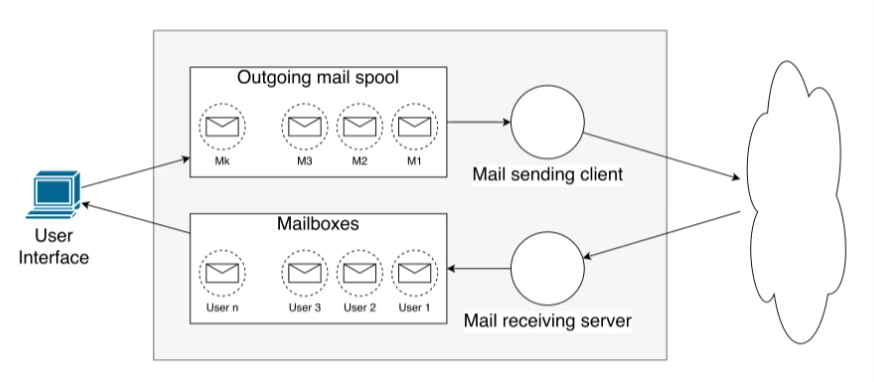 Outgoing mail spool
Mk M3 M2 M1
Mail sending client
User
Interface
Mailboxes
User n User 3 User 2 User 1
Mail receiving server